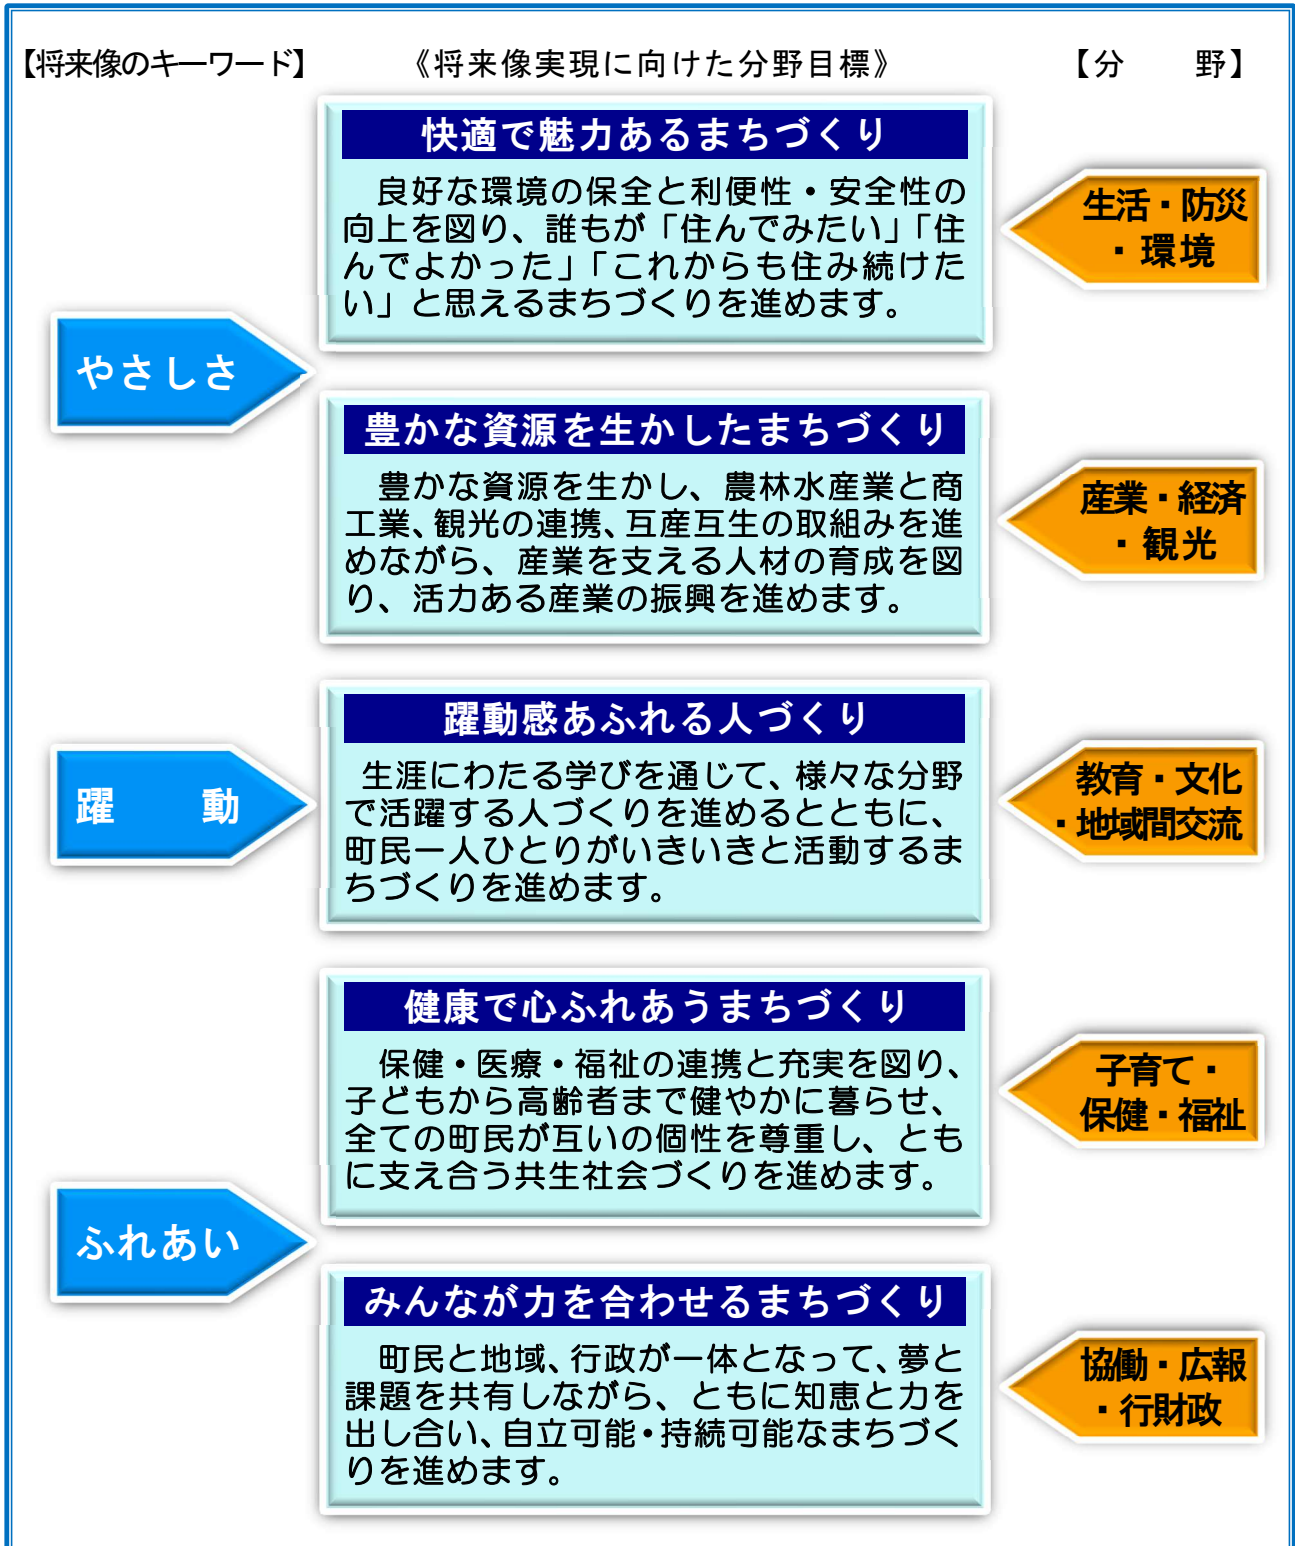 【将来像のキーワード】 《将来像実現に向けた分野目標》 【分 野】
快適で魅力あるまちづくり
良好な環境の保全と利便性・安全性の
向上を図り、誰もが「住んでみたい」「住
んでよかった」「これからも住み続けた
い」と思えるまちづくりを進めます。
生活・防災
・環境
やさしさ
豊かな資源を生かしたまちづくり
豊かな資源を生かし、農林水産業と商
工業、観光の連携、互産互生の取組みを進
めながら、産業を支える人材の育成を図
り、活力ある産業の振興を進めます。
産業・経済
・観光
躍動感あふれる人づくり
生涯にわたる学びを通じて、様々な分野
で活躍する人づくりを進めるとともに、
町民一人ひとりがいきいきと活動するま
ちづくりを進めます。
躍 動
教育・文化
・地域間交流
健康で心ふれあうまちづくり
保健・医療・福祉の連携と充実を図り、
子どもから高齢者まで健やかに暮らせ、
全ての町民が互いの個性を尊重し、とも
に支え合う共生社会づくりを進めます。
子育て・
保健・福祉
ふれあい
みんなが力を合わせるまちづくり
町民と地域、行政が一体となって、夢と
課題を共有しながら、ともに知恵と力を
出し合い、自立可能・持続可能なまちづく
りを進めます。
協働・広報
・行財政